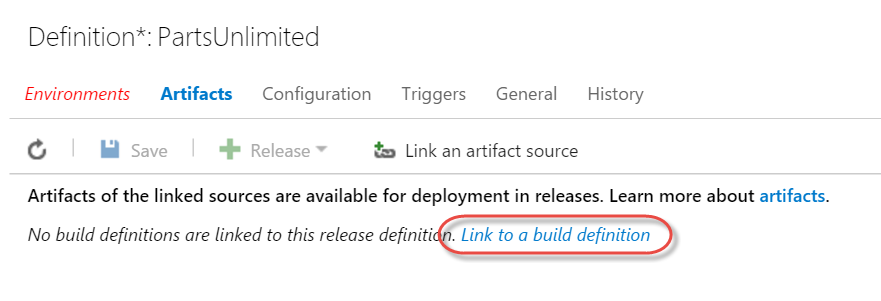 Definition*: PartsUnlimited
Environments Artifacts Configuration Triggers General History
Save Release Link an artifact source
Artifacts of the linked sources are available for deployment in releases. Learn more about artifacts.
No build definitions are linked to this release definition. Link to a build definition